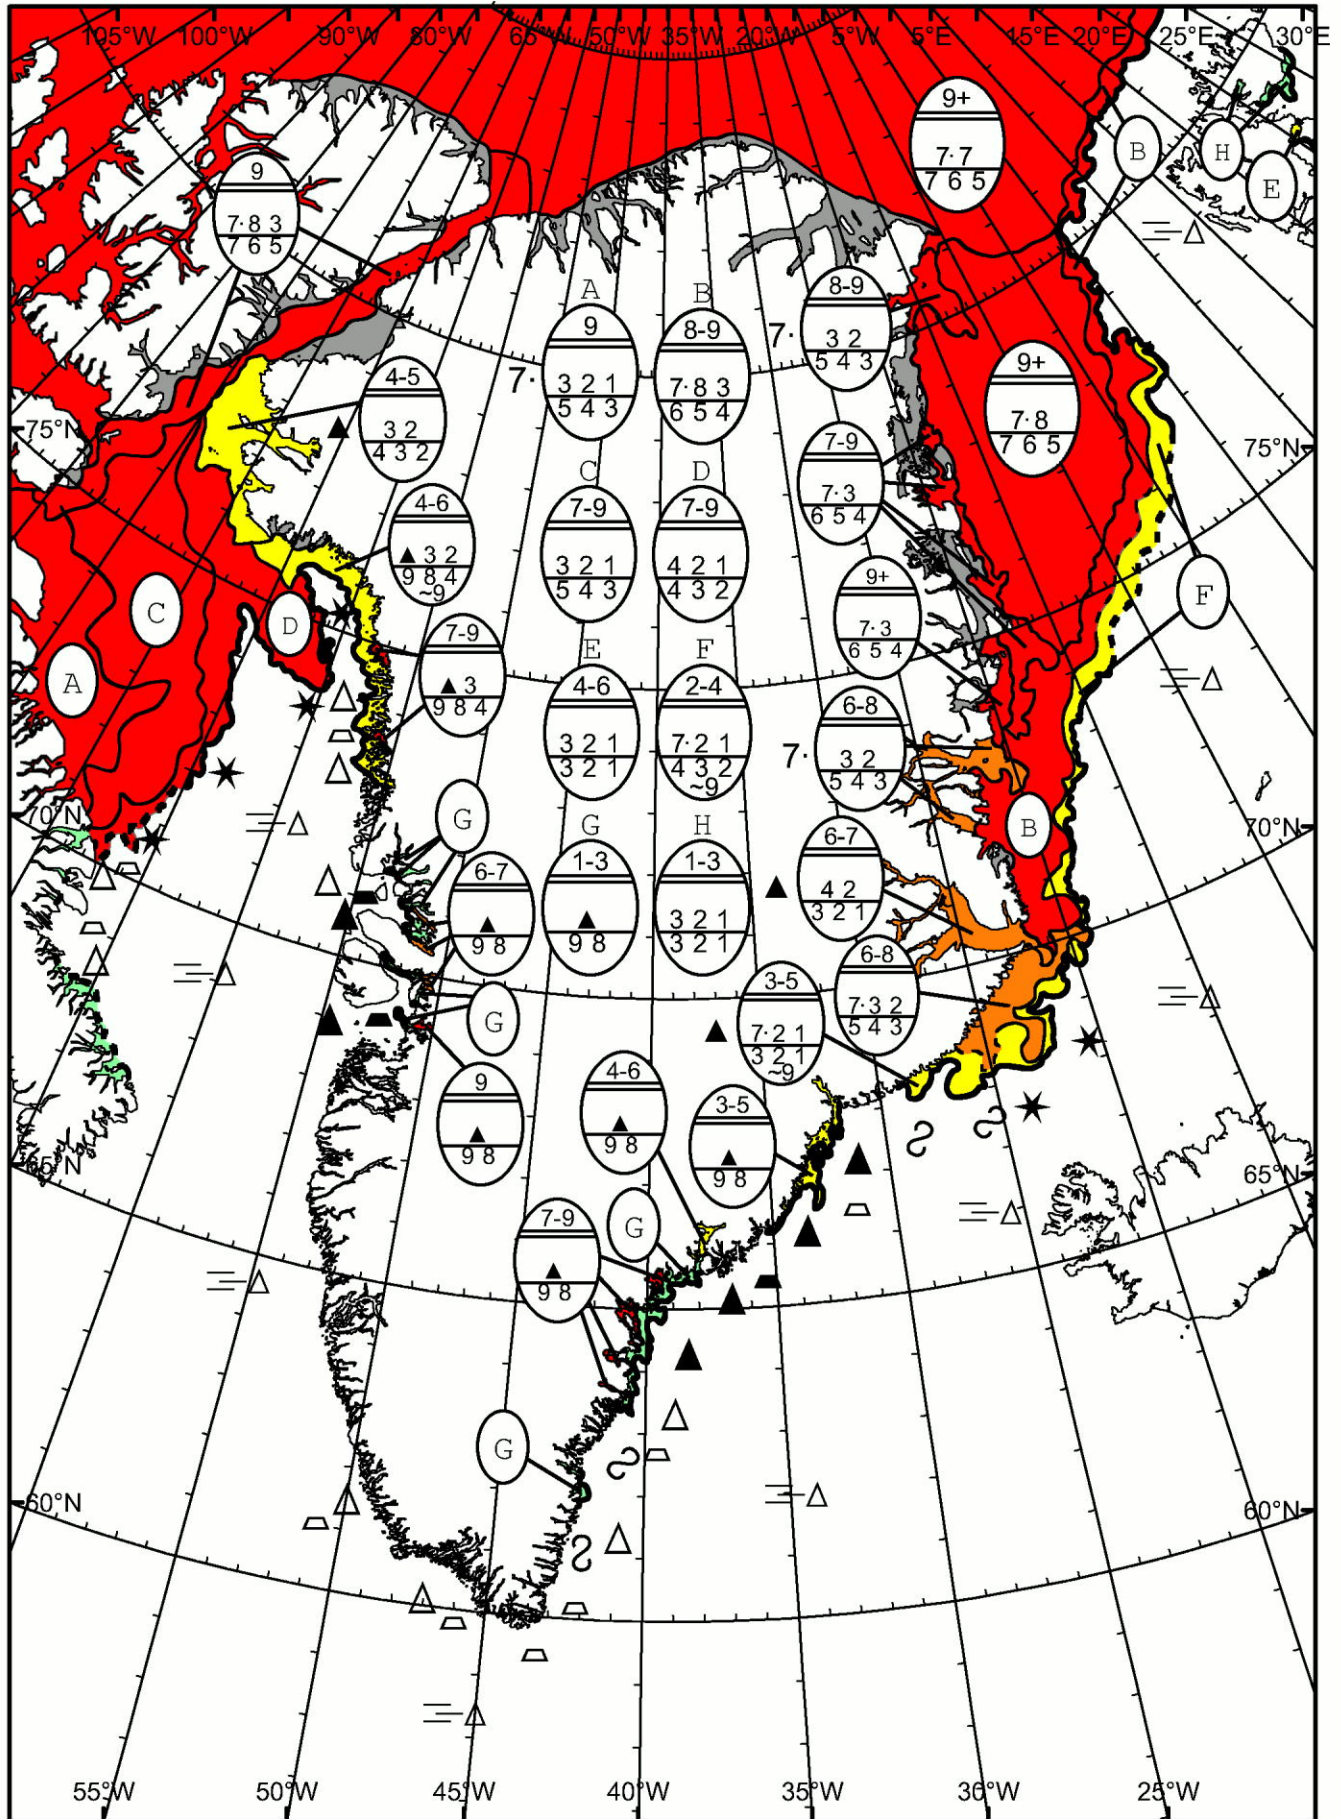 105°W 100°W 90°W 80°W 65°W 50°W 35°W 20°W 5°W 5°E 15°E 20°E 25°E 30°E
9+
7·7
7 6 5
B
H
E
9
7·8 3
7 6 5
A
9
7·
3 2 1
5 4 3
B
8-9
7·8 3
6 5 4
8-9
7·
3 2
5 4 3
9+
7·8
7 6 5
4-5
3 2
4 3 2
75°N
75°N
7-9
7·3
6 5 4
4-6
3 2
9 8 4
~9
C
7-9
3 2 1
5 4 3
D
7-9
4 2 1
4 3 2
9+
7·3
6 5 4
F
C
D
A
7-9
3
9 8 4
E
4-6
3 2 1
3 2 1
F
2-4
7·2 1
4 3 2
~9
6-8
7·
3 2
5 4 3
70°N
G
B
70°N
6-7
9 8
G
1-3
9 8
H
1-3
3 2 1
3 2 1
6-7
4 2
3 2 1
6-8
7·3 2
5 4 3
3-5
7·2 1
3 2 1
~9
G
9
9 8
4-6
9 8
3-5
9 8
65°N
65°N
7-9
9 8
G
G
60°N
60°N
55°W 50°W 45°W 40°W 35°W 30°W 25°W